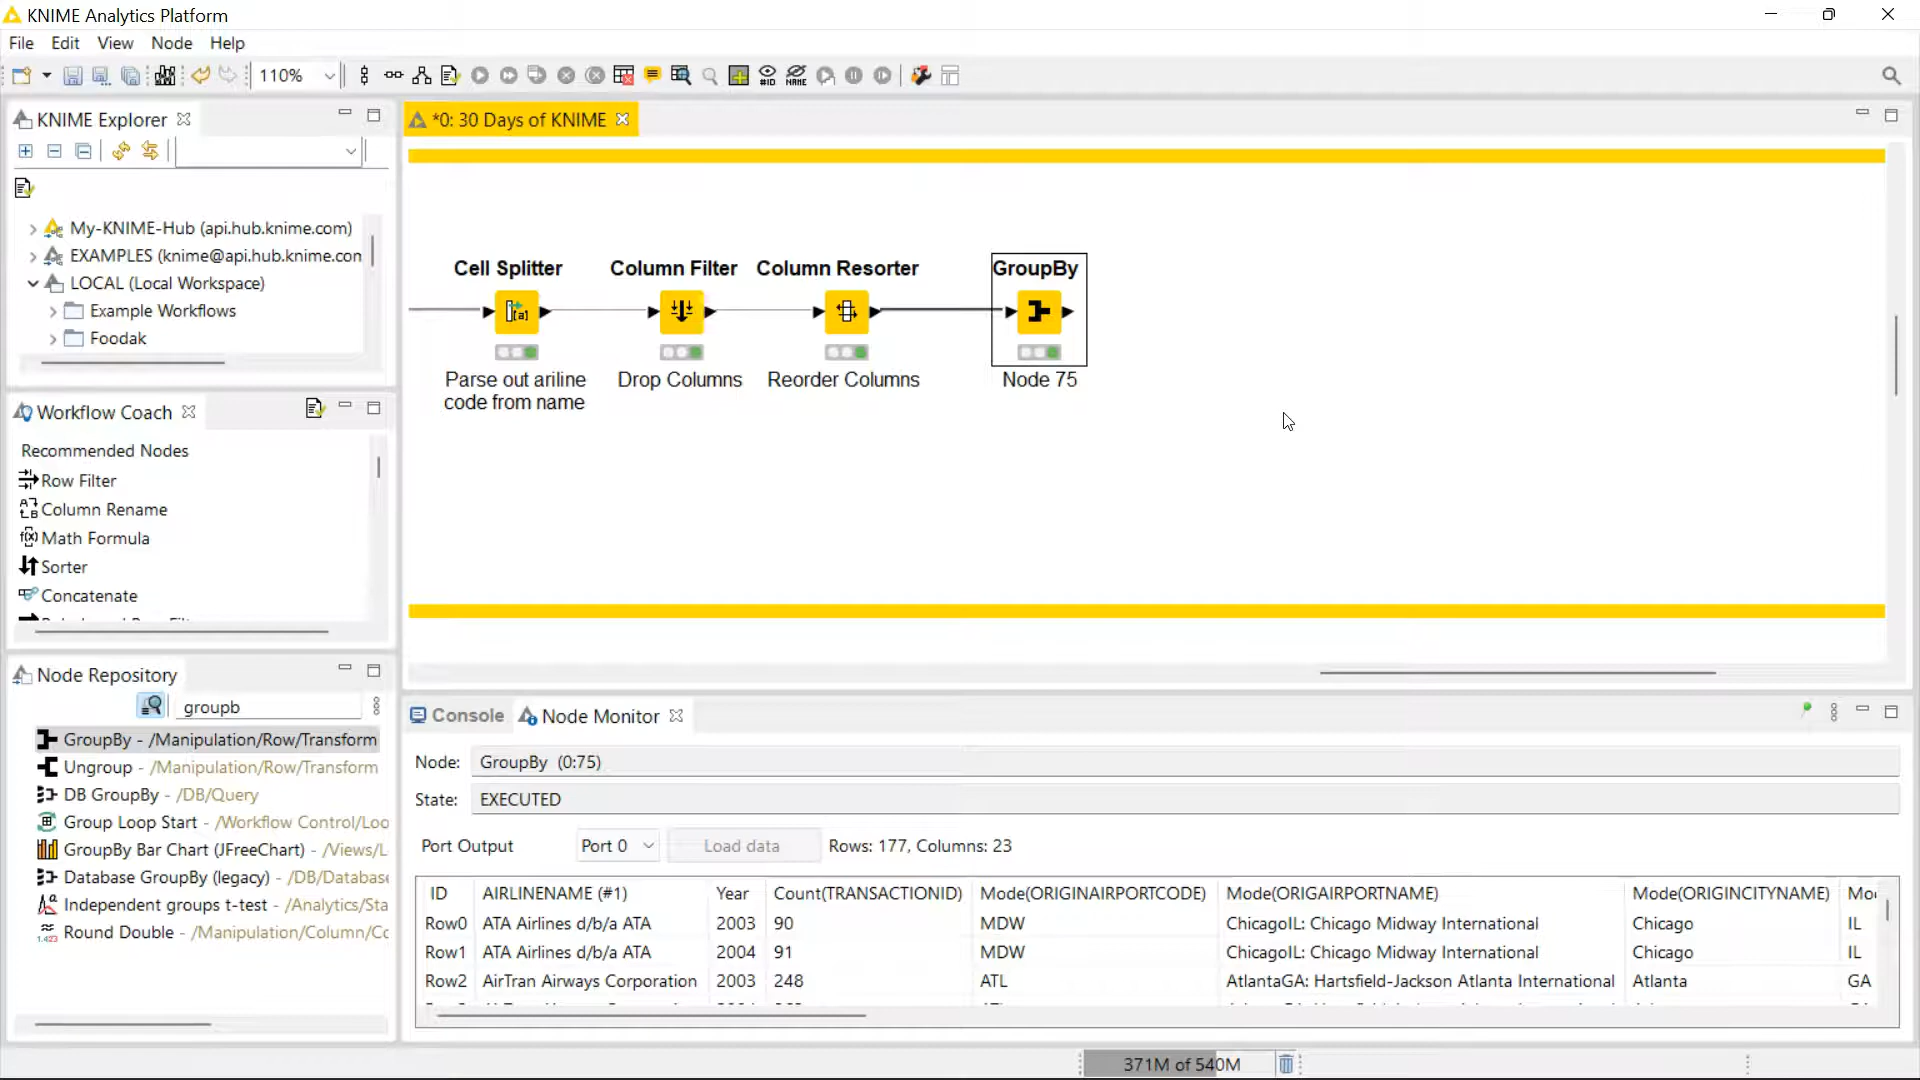 KNIME Analytics Platform
File Edit View Node Help
110%
#ID NAME
KNIME Explorer
*0: 30 Days of KNIME
My-KNIME-Hub (api.hub.knime.com)
EXAMPLES (knime@api.hub.knime.con
LOCAL (Local Workspace)
Example Workflows
Foodak
Cell Splitter
Column Filter
Column Resorter
GroupBy
[a]
Parse out ariline
code from name
Drop Columns
Reorder Columns
Node 75
Workflow Coach
Recommended Nodes
Row Filter
Column Rename
f(x) Math Formula
Sorter
Concatenate
Node Repository
groupb
GroupBy - /Manipulation/Row/Transform
Ungroup - /Manipulation/Row/Transform
DB GroupBy - /DB/Query
Group Loop Start - /Workflow Control/Loo
GroupBy Bar Chart (JFreeChart) - /Views/L
Database GroupBy (legacy) - /DB/Database
Independent groups t-test - /Analytics/Sta
Round Double - /Manipulation/Column/Co
Console
Node Monitor
Node: GroupBy (0:75)
State: EXECUTED
Port Output Port 0 Load data Rows: 177, Columns: 23
ID AIRLINENAME (#1) Year Count(TRANSACTIONID) Mode(ORIGINAIRPORTCODE) Mode(ORIGAIRPORTNAME) Mode(ORIGINCITYNAME) Mo
Row0 ATA Airlines d/b/a ATA 2003 90 MDW ChicagoIL: Chicago Midway International Chicago IL
Row1 ATA Airlines d/b/a ATA 2004 91 MDW ChicagoIL: Chicago Midway International Chicago IL
Row2 AirTran Airways Corporation 2003 248 ATL AtlantaGA: Hartsfield-Jackson Atlanta International Atlanta GA
371M of 540M